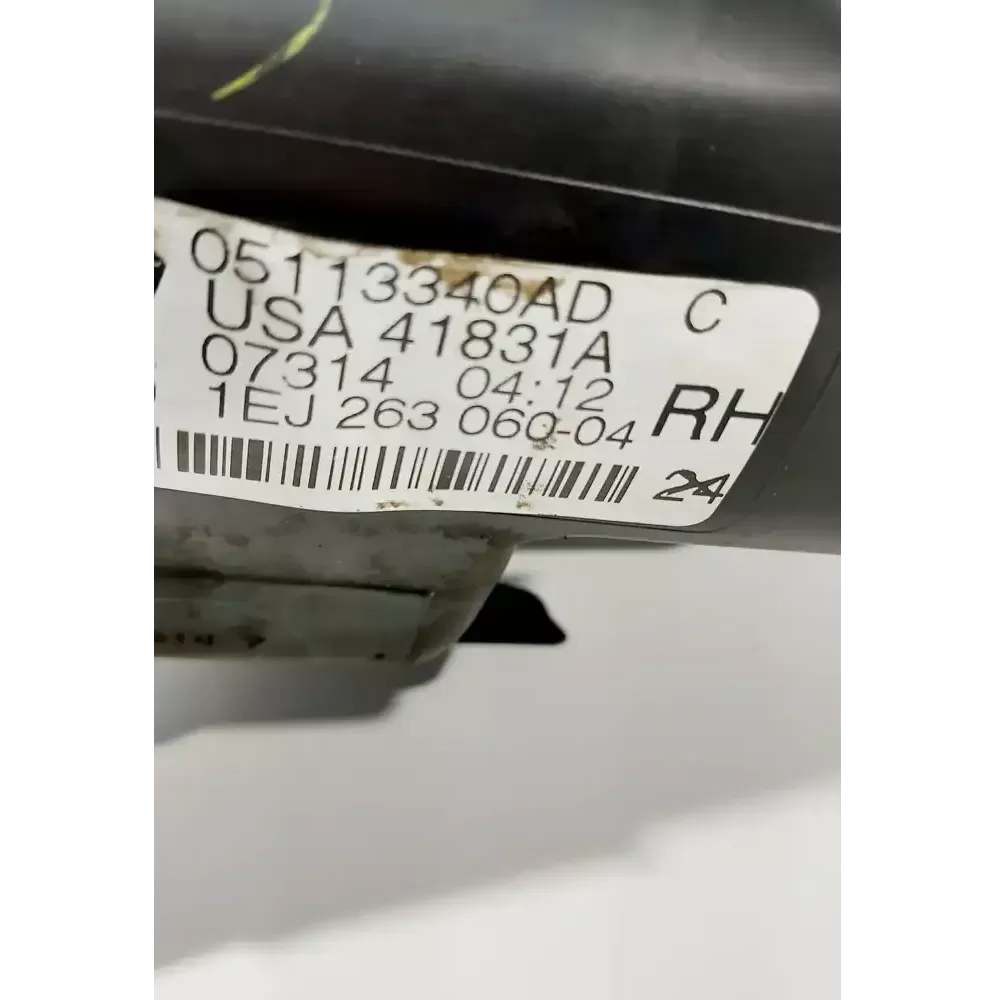 05113340AD C
USA 41831A
07314 04:12
1EJ 263 060-04 RH
24